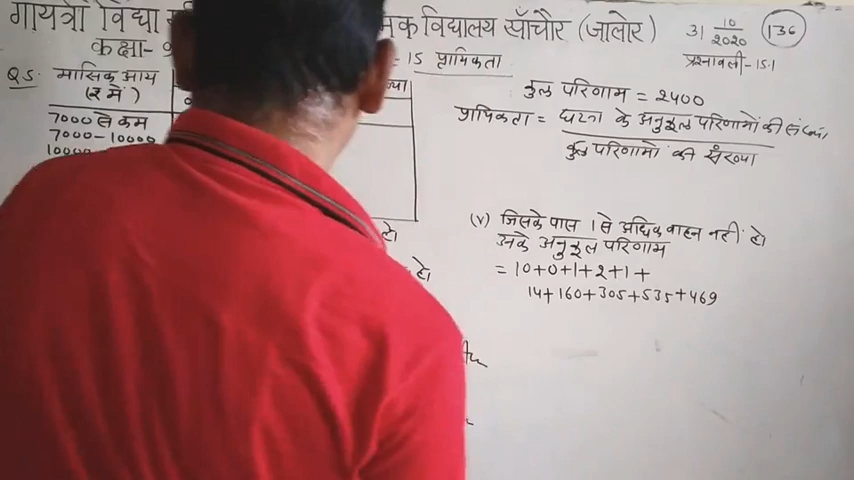 गायत्री विद्या मक विद्यालय साँचौर (जालोर)
31 10/2020 136
कक्षा- = 15 प्रायिकता
प्रश्नावली-15.1
Q5. मासिक आय
(₹ में)
7000 से कम
7000-10000
कुल परिणाम = 2400
प्रायिकता = घटना के अनुकूल परिणामों की संख्या
कुल परिणामों की संख्या
(v) जिसके पास 1 से अधिक वाहन नहीं हो।
उनके अनुकूल परिणाम
= 10+0+1+2+1+
14+160+305+535+469
हो।
हो।